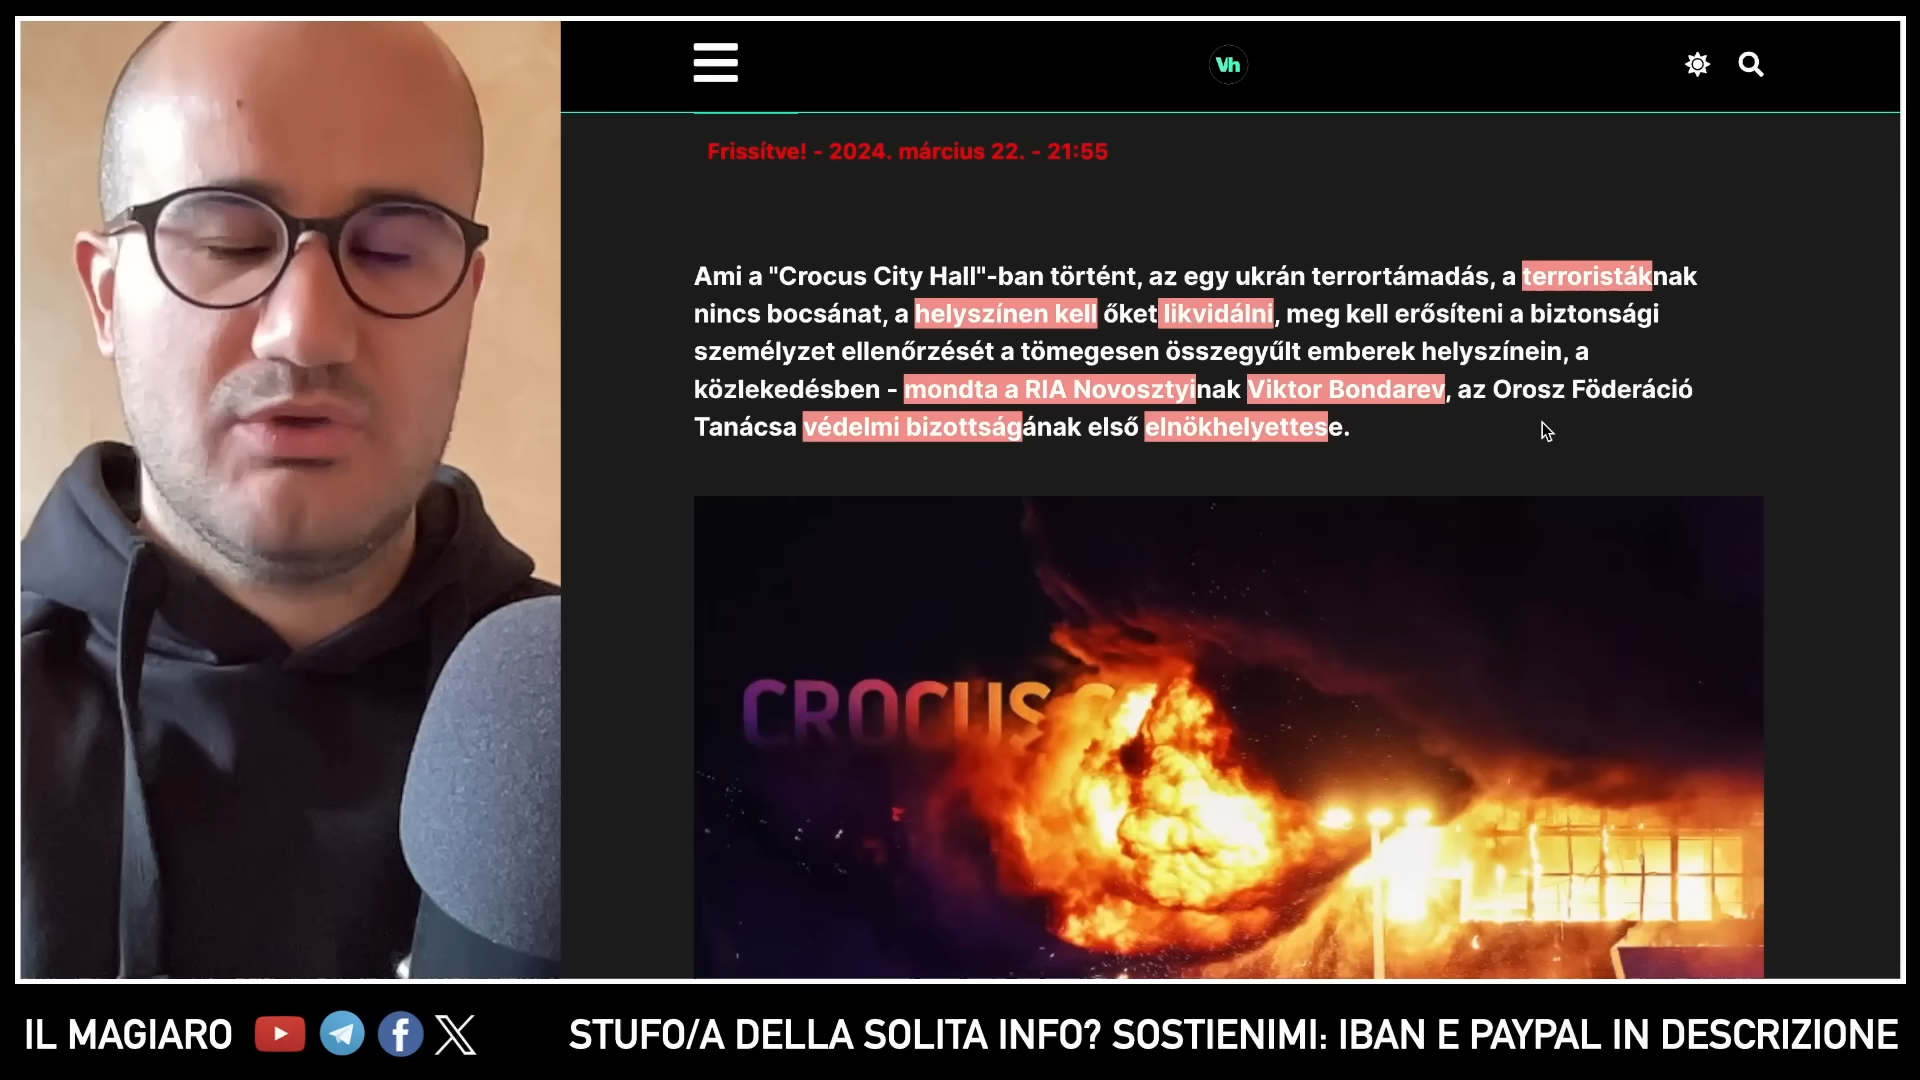 Vh
Frissítve! - 2024. március 22. - 21:55
Ami a "Crocus City Hall"-ban történt, az egy ukrán terrortámadás, a terroristáknak
nincs bocsánat, a helyszínen kell őket likvidálni, meg kell erősíteni a biztonsági
személyzet ellenőrzését a tömegesen összegyűlt emberek helyszínein, a
közlekedésben - mondta a RIA Novosztyinak Viktor Bondarev, az Orosz Föderáció
Tanácsa védelmi bizottságának első elnökhelyettese.
CROCUS C
IL MAGIARO
STUFO/A DELLA SOLITA INFO? SOSTIENIMI: IBAN E PAYPAL IN DESCRIZIONE